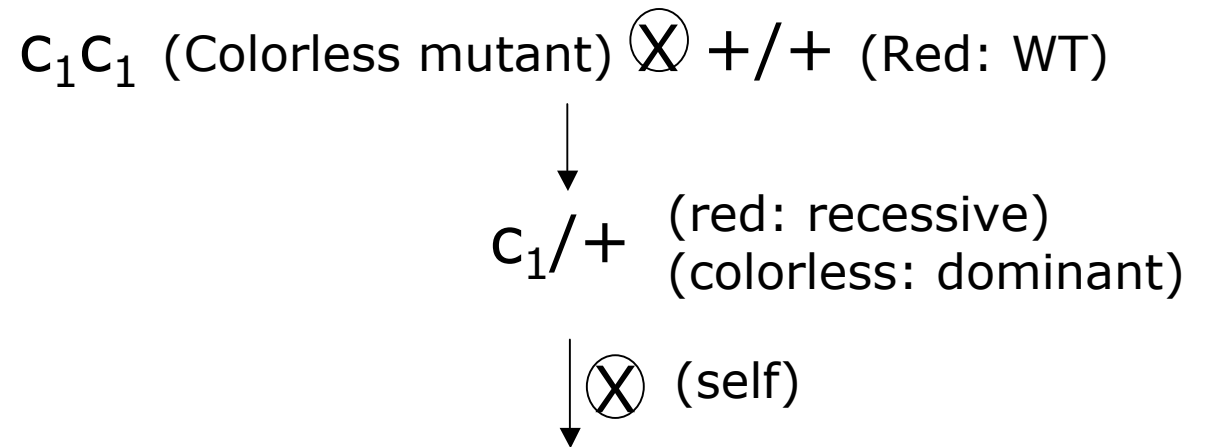 c₁c₁ (Colorless mutant) Ⓧ +/+ (Red: WT)
c₁/+ (red: recessive)
(colorless: dominant)
Ⓧ (self)